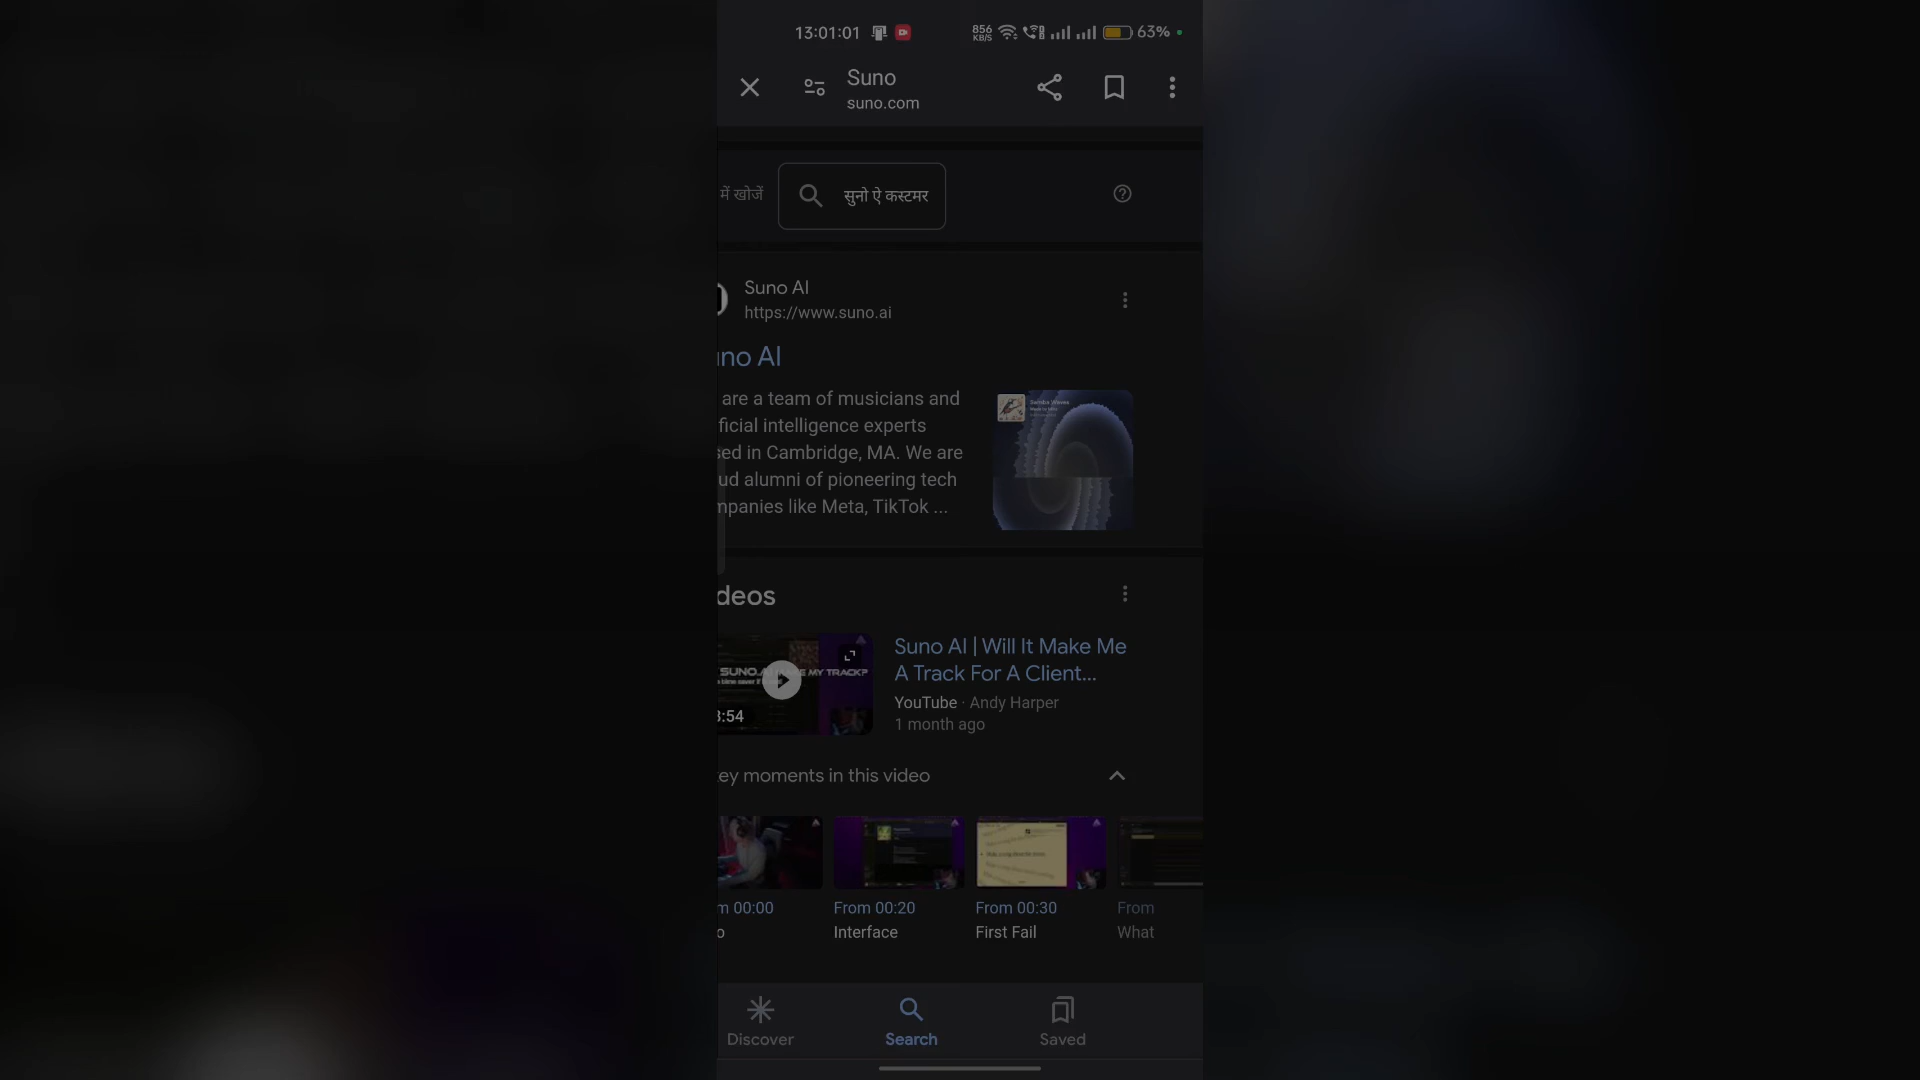 13:01:01
856 KB/S
63%
Suno
suno.com
में खोजें
सुनो ऐ कस्टमर
Suno AI
https://www.suno.ai
no AI
are a team of musicians and
ficial intelligence experts
sed in Cambridge, MA. We are
ud alumni of pioneering tech
mpanies like Meta, TikTok ...
deos
Suno AI | Will It Make Me
A Track For A Client...
YouTube · Andy Harper
1 month ago
:54
ey moments in this video
m 00:00
From 00:20
From 00:30
From
o
Interface
First Fail
What
Discover
Search
Saved